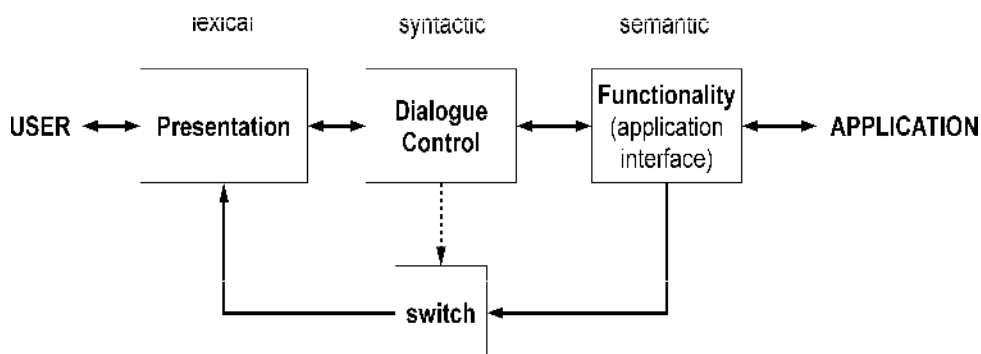 lexical syntactic semantic
USER
Presentation
Dialogue
Control
Functionality
(application
interface)
APPLICATION
switch